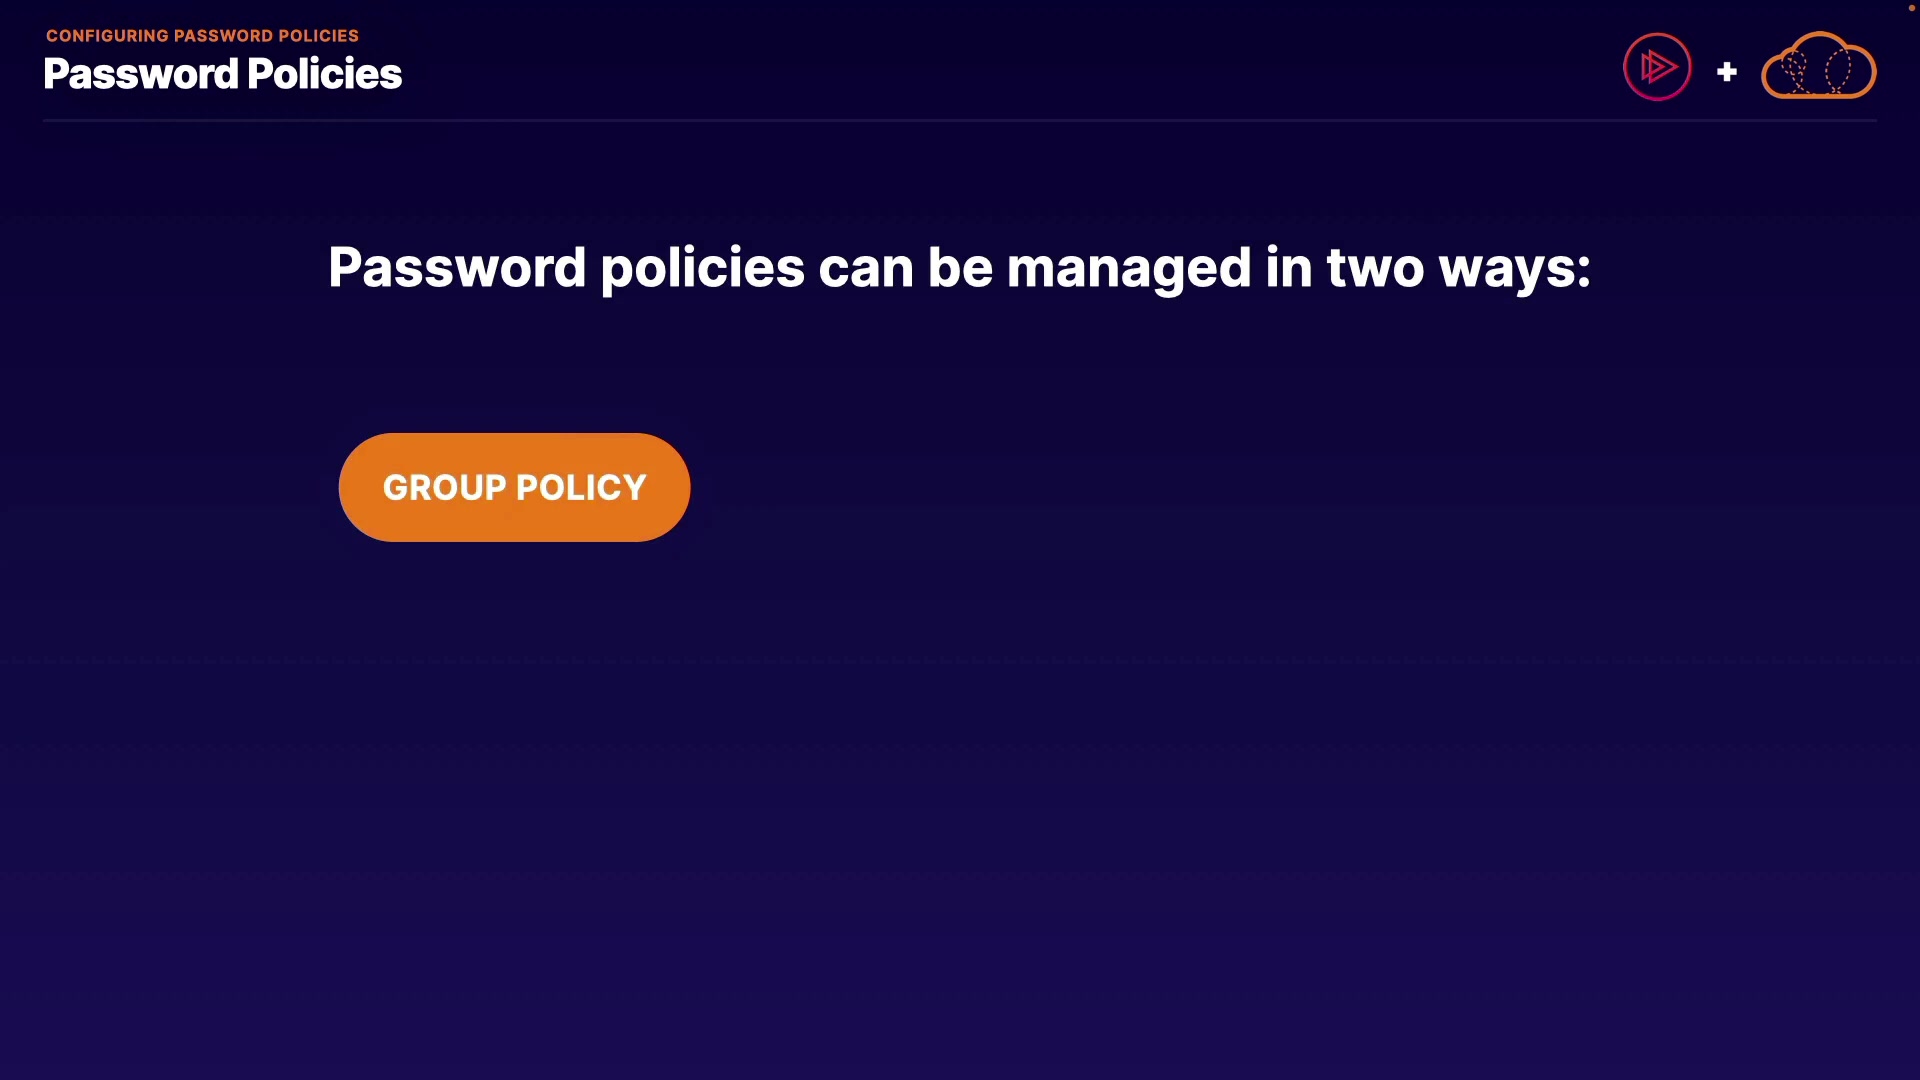 CONFIGURING PASSWORD POLICIES
Password Policies
Password policies can be managed in two ways:
GROUP POLICY